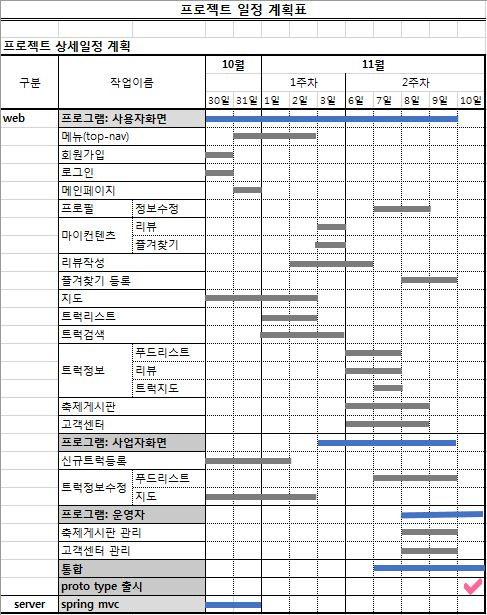 프로젝트 일정 계획표
프로젝트 상세일정 계획
구분 작업이름 10월 11월
1주차 2주차
30일 31일 1일 2일 3일 6일 7일 8일 9일 10일
web 프로그램: 사용자화면
메뉴(top-nav)
회원가입
로그인
메인페이지
프로필 정보수정
마이컨텐츠 리뷰
즐겨찾기
리뷰작성
즐겨찾기 등록
지도
트럭리스트
트럭검색
트럭정보 푸드리스트
리뷰
트럭지도
축제게시판
고객센터
프로그램: 사업자화면
신규트럭등록
트럭정보수정 푸드리스트
지도
프로그램: 운영자
축제게시판 관리
고객센터 관리
통합
proto type 출시
server spring mvc